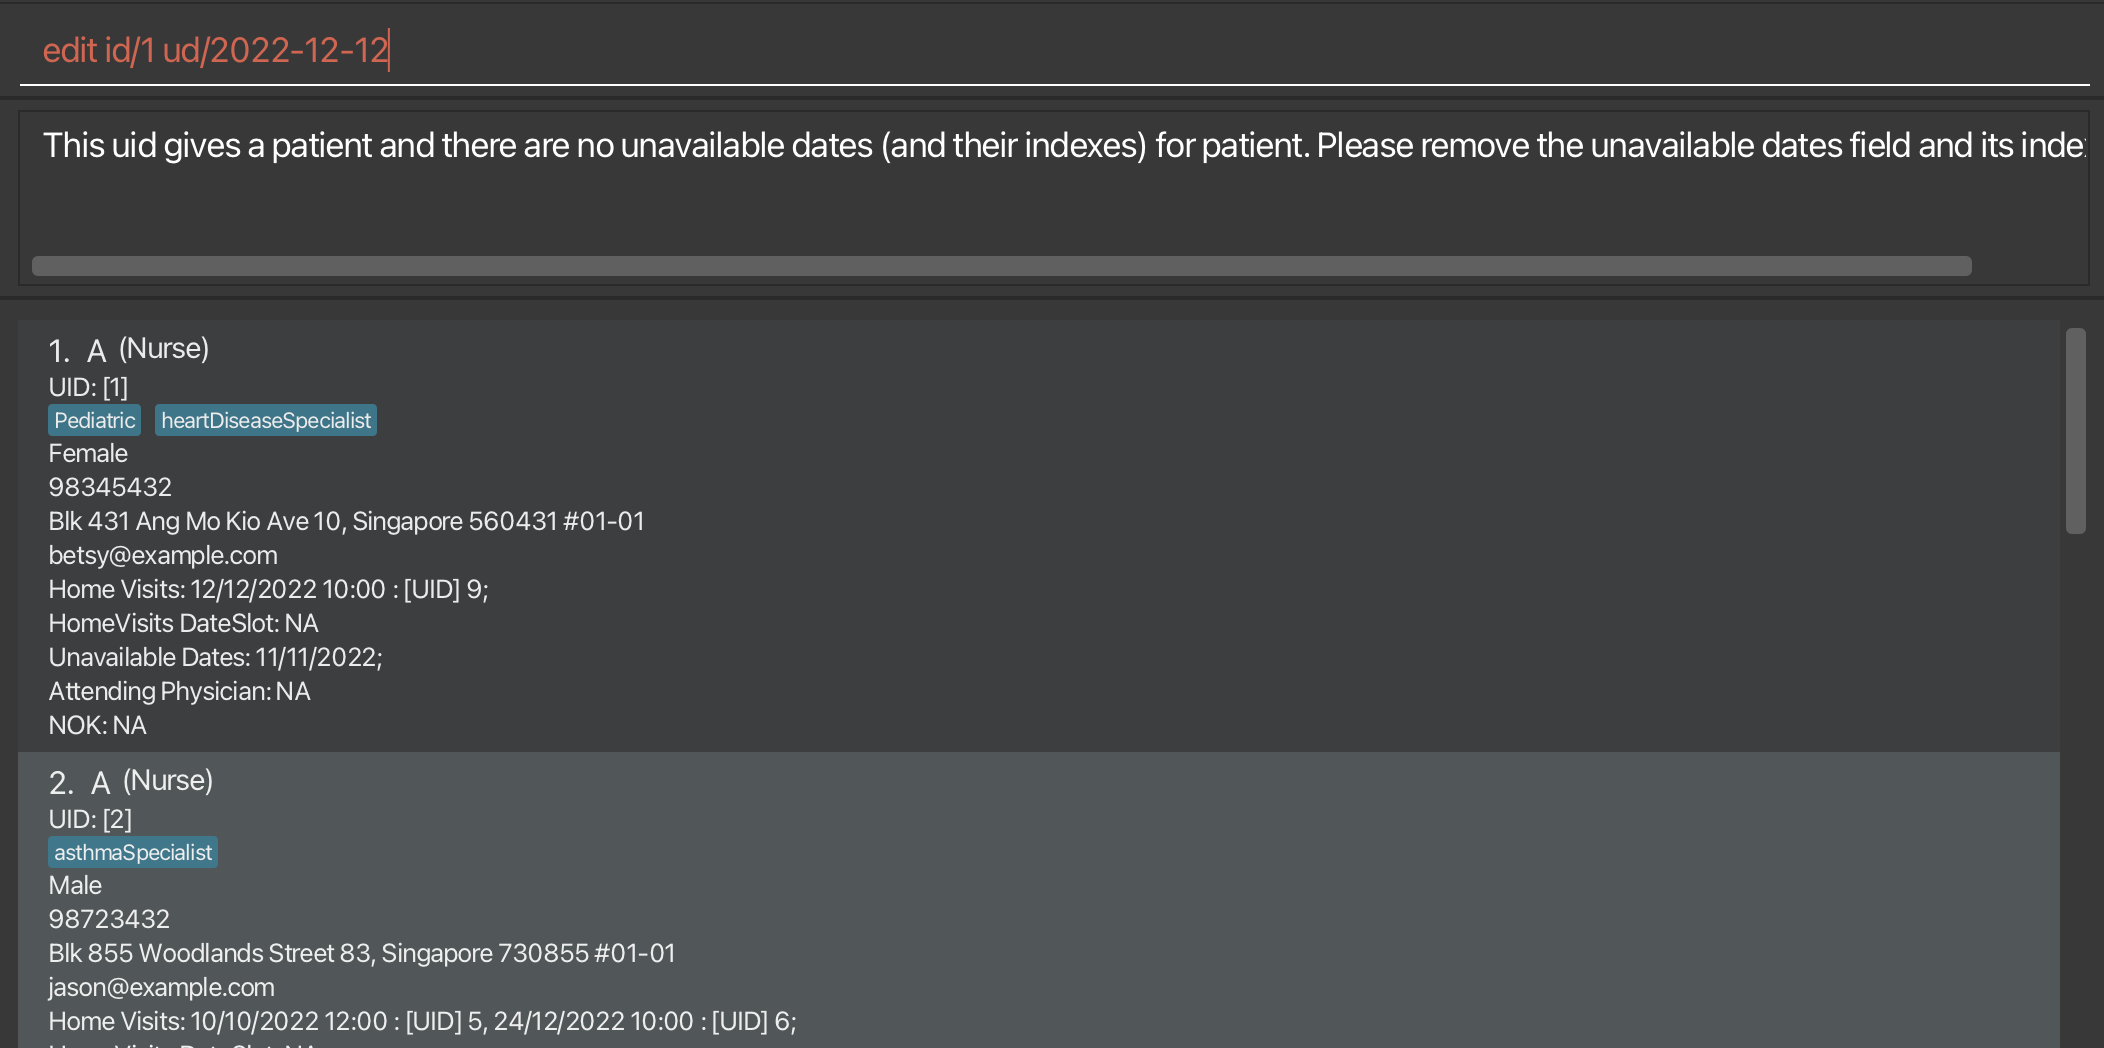 edit id/1 ud/2022-12-12
This uid gives a patient and there are no unavailable dates (and their indexes) for patient. Please remove the unavailable dates field and its
1. A (Nurse)
UID: [1]
Pediatric heartDiseaseSpecialist
Female
98345432
Blk 431 Ang Mo Kio Ave 10, Singapore 560431 #01-01
betsy@example.com
Home Visits: 12/12/2022 10:00 : [UID] 9;
HomeVisits DateSlot: NA
Unavailable Dates: 11/11/2022;
Attending Physician: NA
NOK: NA
2. A (Nurse)
UID: [2]
asthmaSpecialist
Male
98723432
Blk 855 Woodlands Street 83, Singapore 730855 #01-01
jason@example.com
Home Visits: 10/10/2022 12:00 : [UID] 5, 24/12/2022 10:00 : [UID] 6;